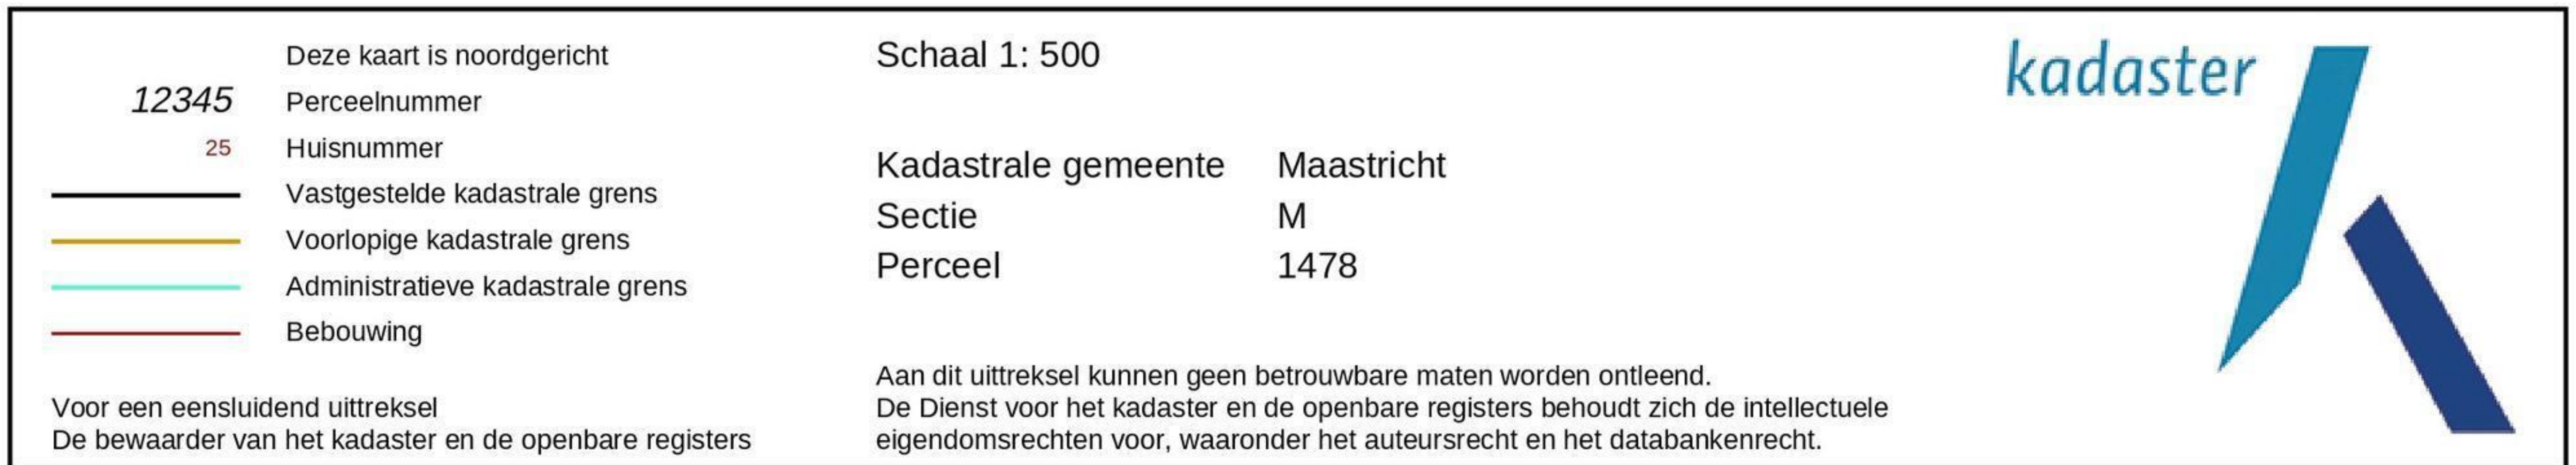 Deze kaart is noordgericht
12345 Perceelnummer
25 Huisnummer
Vastgestelde kadastrale grens
Voorlopige kadastrale grens
Administratieve kadastrale grens
Bebouwing
Voor een eensluidend uittreksel
De bewaarder van het kadaster en de openbare registers
Schaal 1: 500
Kadastrale gemeente Maastricht
Sectie M
Perceel 1478
Aan dit uittreksel kunnen geen betrouwbare maten worden ontleend.
De Dienst voor het kadaster en de openbare registers behoudt zich de intellectuele
eigendomsrechten voor, waaronder het auteursrecht en het databankenrecht.
kadaster